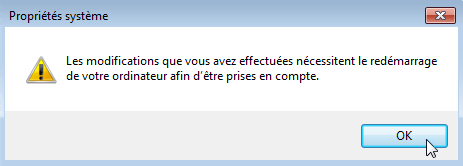 Propriétés système
Les modifications que vous avez effectuées nécessitent le redémarrage
de votre ordinateur afin d'être prises en compte.
OK